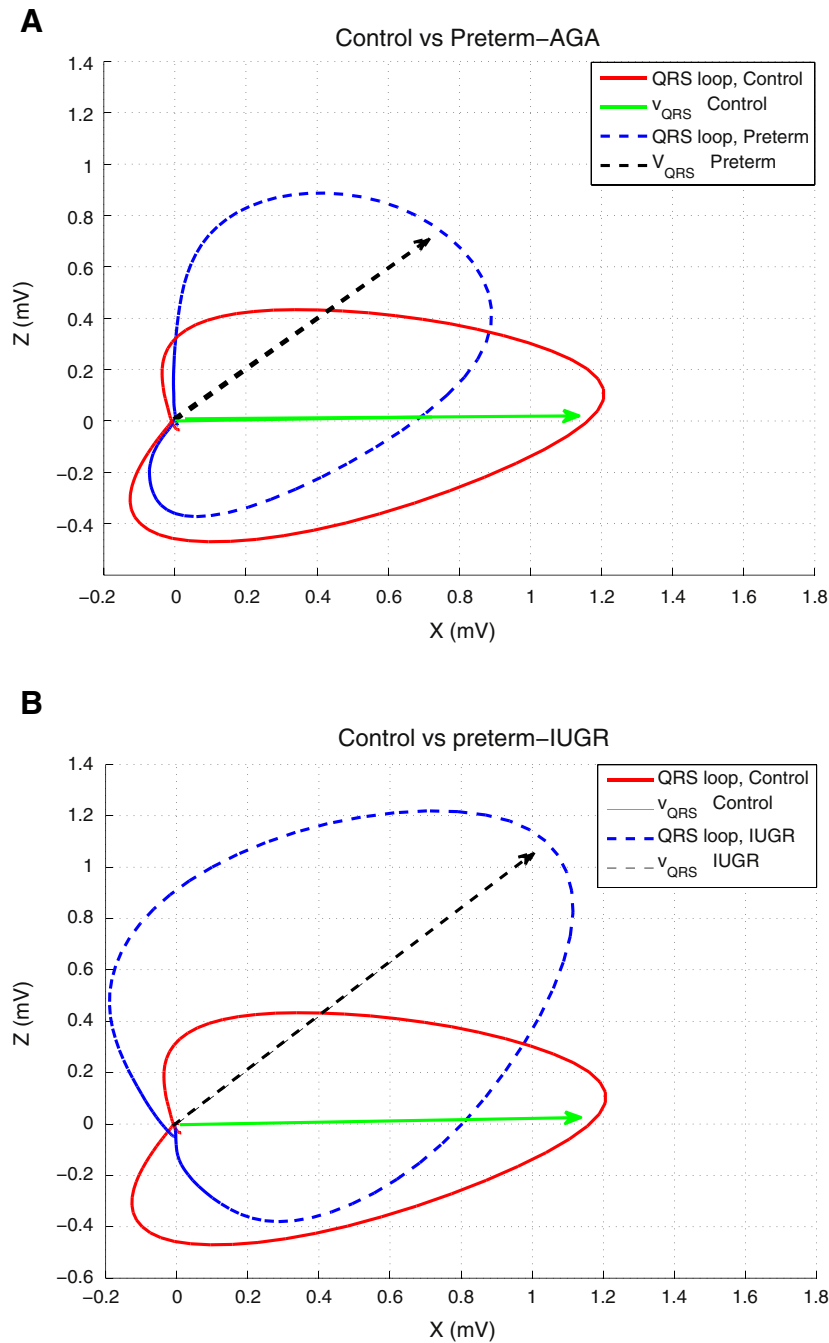 A
Control vs Preterm−AGA
1.4
1.2
1
0.8
0.6
0.4
0.2
0
−0.2
−0.4
Z (mV)
QRS loop, Control
vQRS Control
QRS loop, Preterm
VQRS Preterm
−0.2 0 0.2 0.4 0.6 0.8 1 1.2 1.4 1.6 1.8
X (mV)
B
Control vs preterm−IUGR
1.4
1.2
1
0.8
0.6
0.4
0.2
0
−0.2
−0.4
−0.6
Z (mV)
QRS loop, Control
vQRS Control
QRS loop, IUGR
vQRS IUGR
−0.2 0 0.2 0.4 0.6 0.8 1 1.2 1.4 1.6 1.8
X (mV)